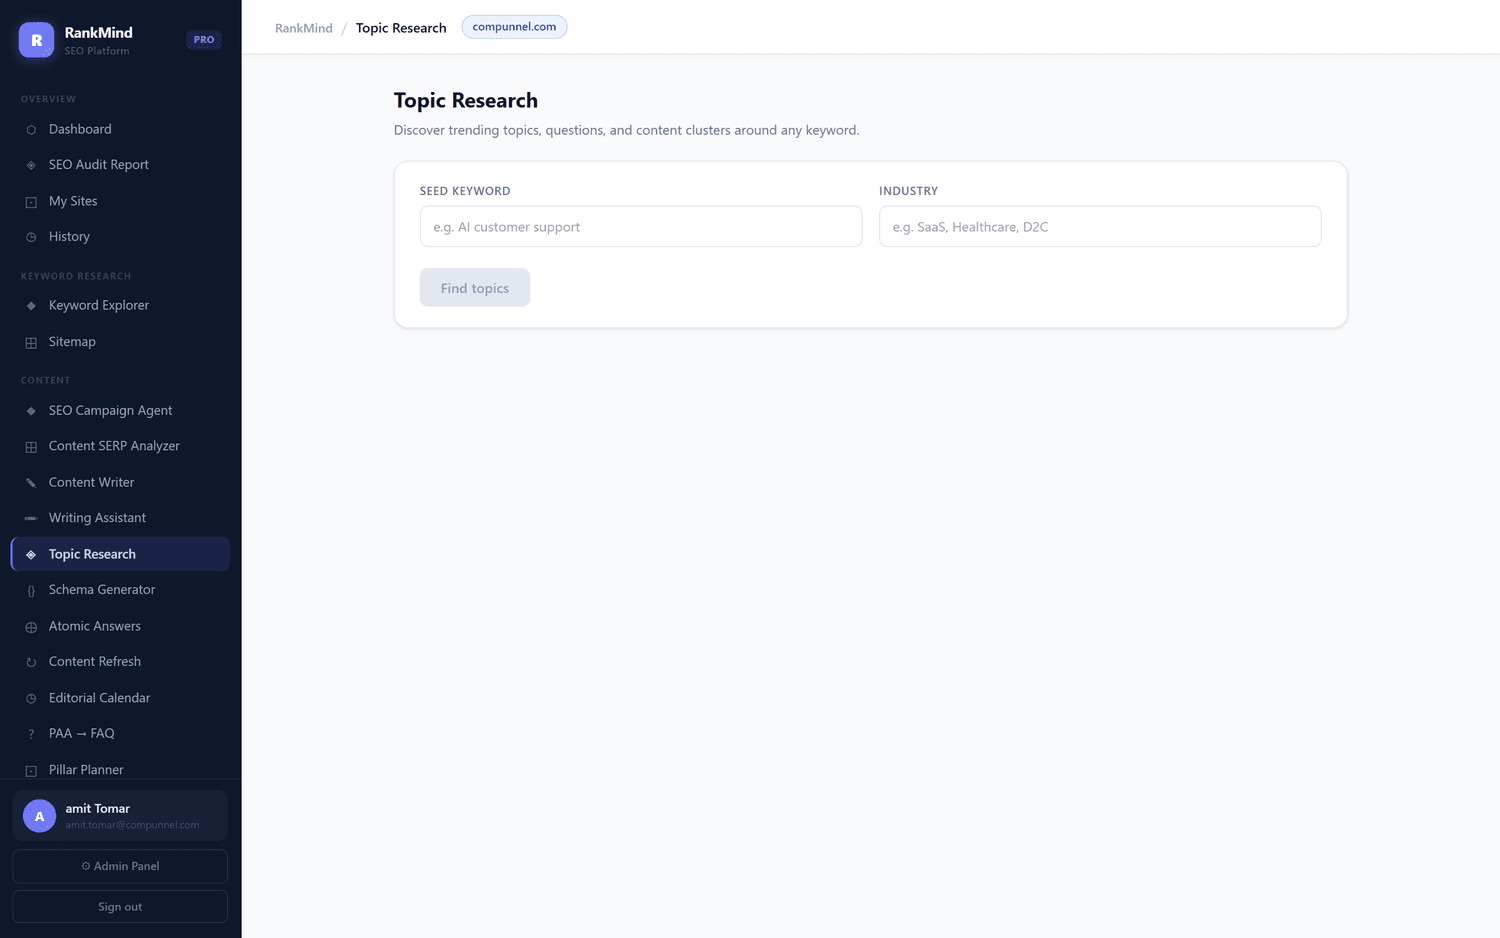 R
RankMind
SEO Platform
PRO
OVERVIEW
Dashboard
SEO Audit Report
My Sites
History
KEYWORD RESEARCH
Keyword Explorer
Sitemap
CONTENT
SEO Campaign Agent
Content SERP Analyzer
Content Writer
Writing Assistant
Topic Research
{} Schema Generator
Atomic Answers
Content Refresh
Editorial Calendar
? PAA → FAQ
Pillar Planner
A
amit Tomar
amit.tomar@compunnel.com
Admin Panel
Sign out
RankMind / Topic Research compunnel.com
Topic Research
Discover trending topics, questions, and content clusters around any keyword.
SEED KEYWORD
e.g. AI customer support
INDUSTRY
e.g. SaaS, Healthcare, D2C
Find topics